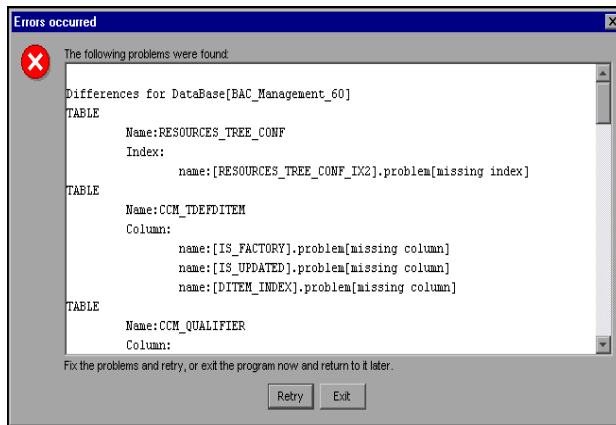 Errors occurred
The following problems were found:
Differences for DataBase[BAC_Management_60]
TABLE
Name:RESOURCES_TREE_CONF
Index:
name:[RESOURCES_TREE_CONF_IX2].problem[missing index]
TABLE
Name:CCM_TDEFDITEM
Column:
name:[IS_FACTORY].problem[missing column]
name:[IS_UPDATED].problem[missing column]
name:[DITEM_INDEX].problem[missing column]
TABLE
Name:CCM_QUALIFIER
Column:
Fix the problems and retry, or exit the program now and return to it later.
Retry Exit